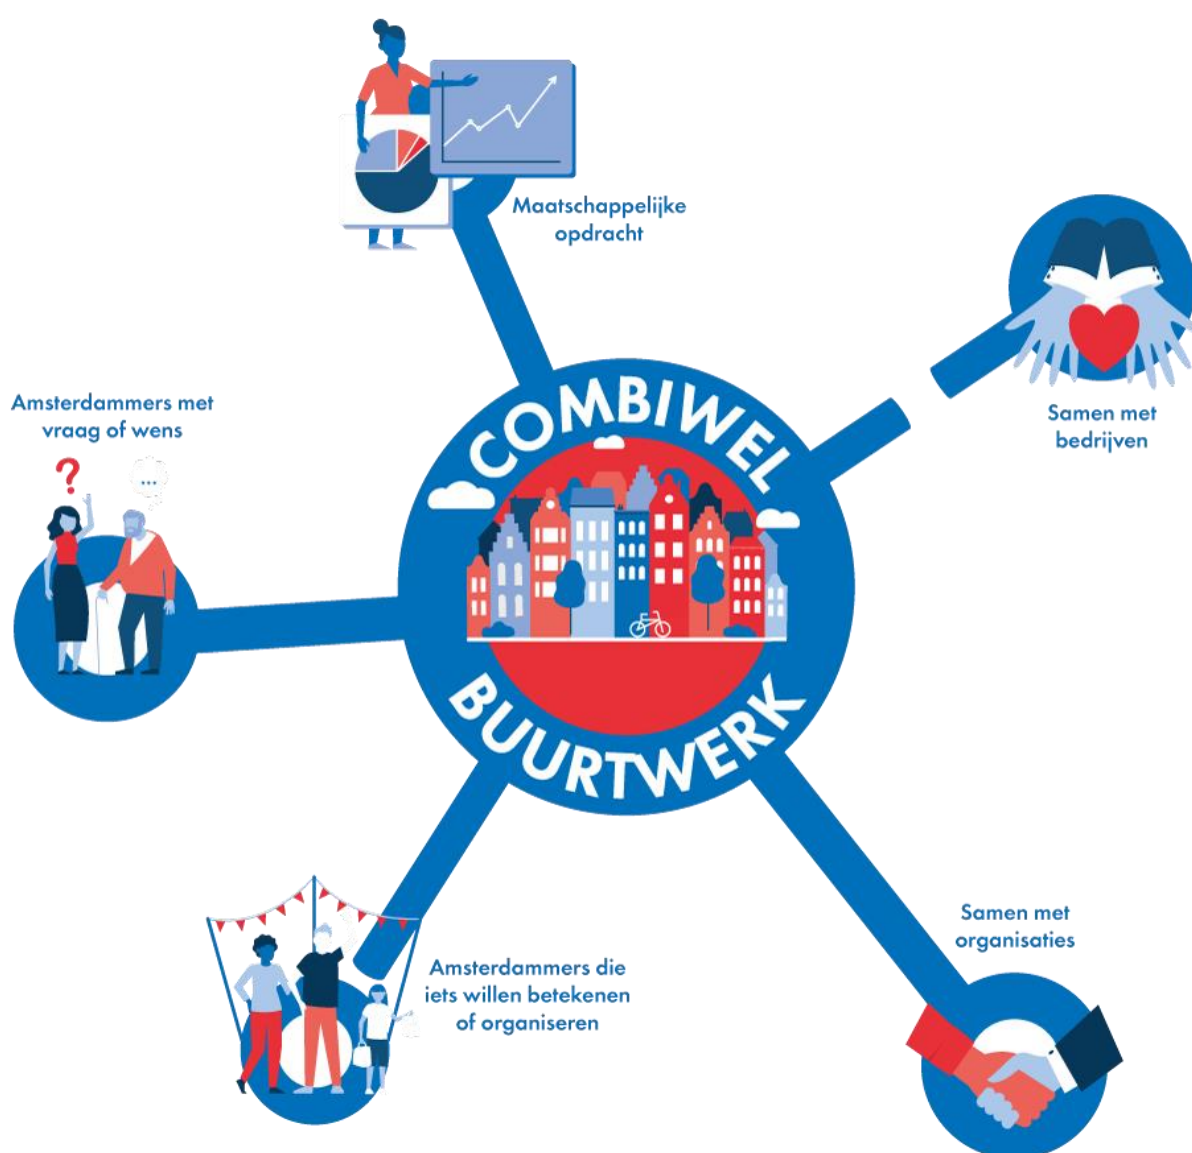 Maatschappelijke
opdracht
Samen met
bedrijven
Amsterdammers met
vraag of wens
?
...
COMBIWEL
BUURTWERK
Samen met
organisaties
Amsterdammers die
iets willen betekenen
of organiseren